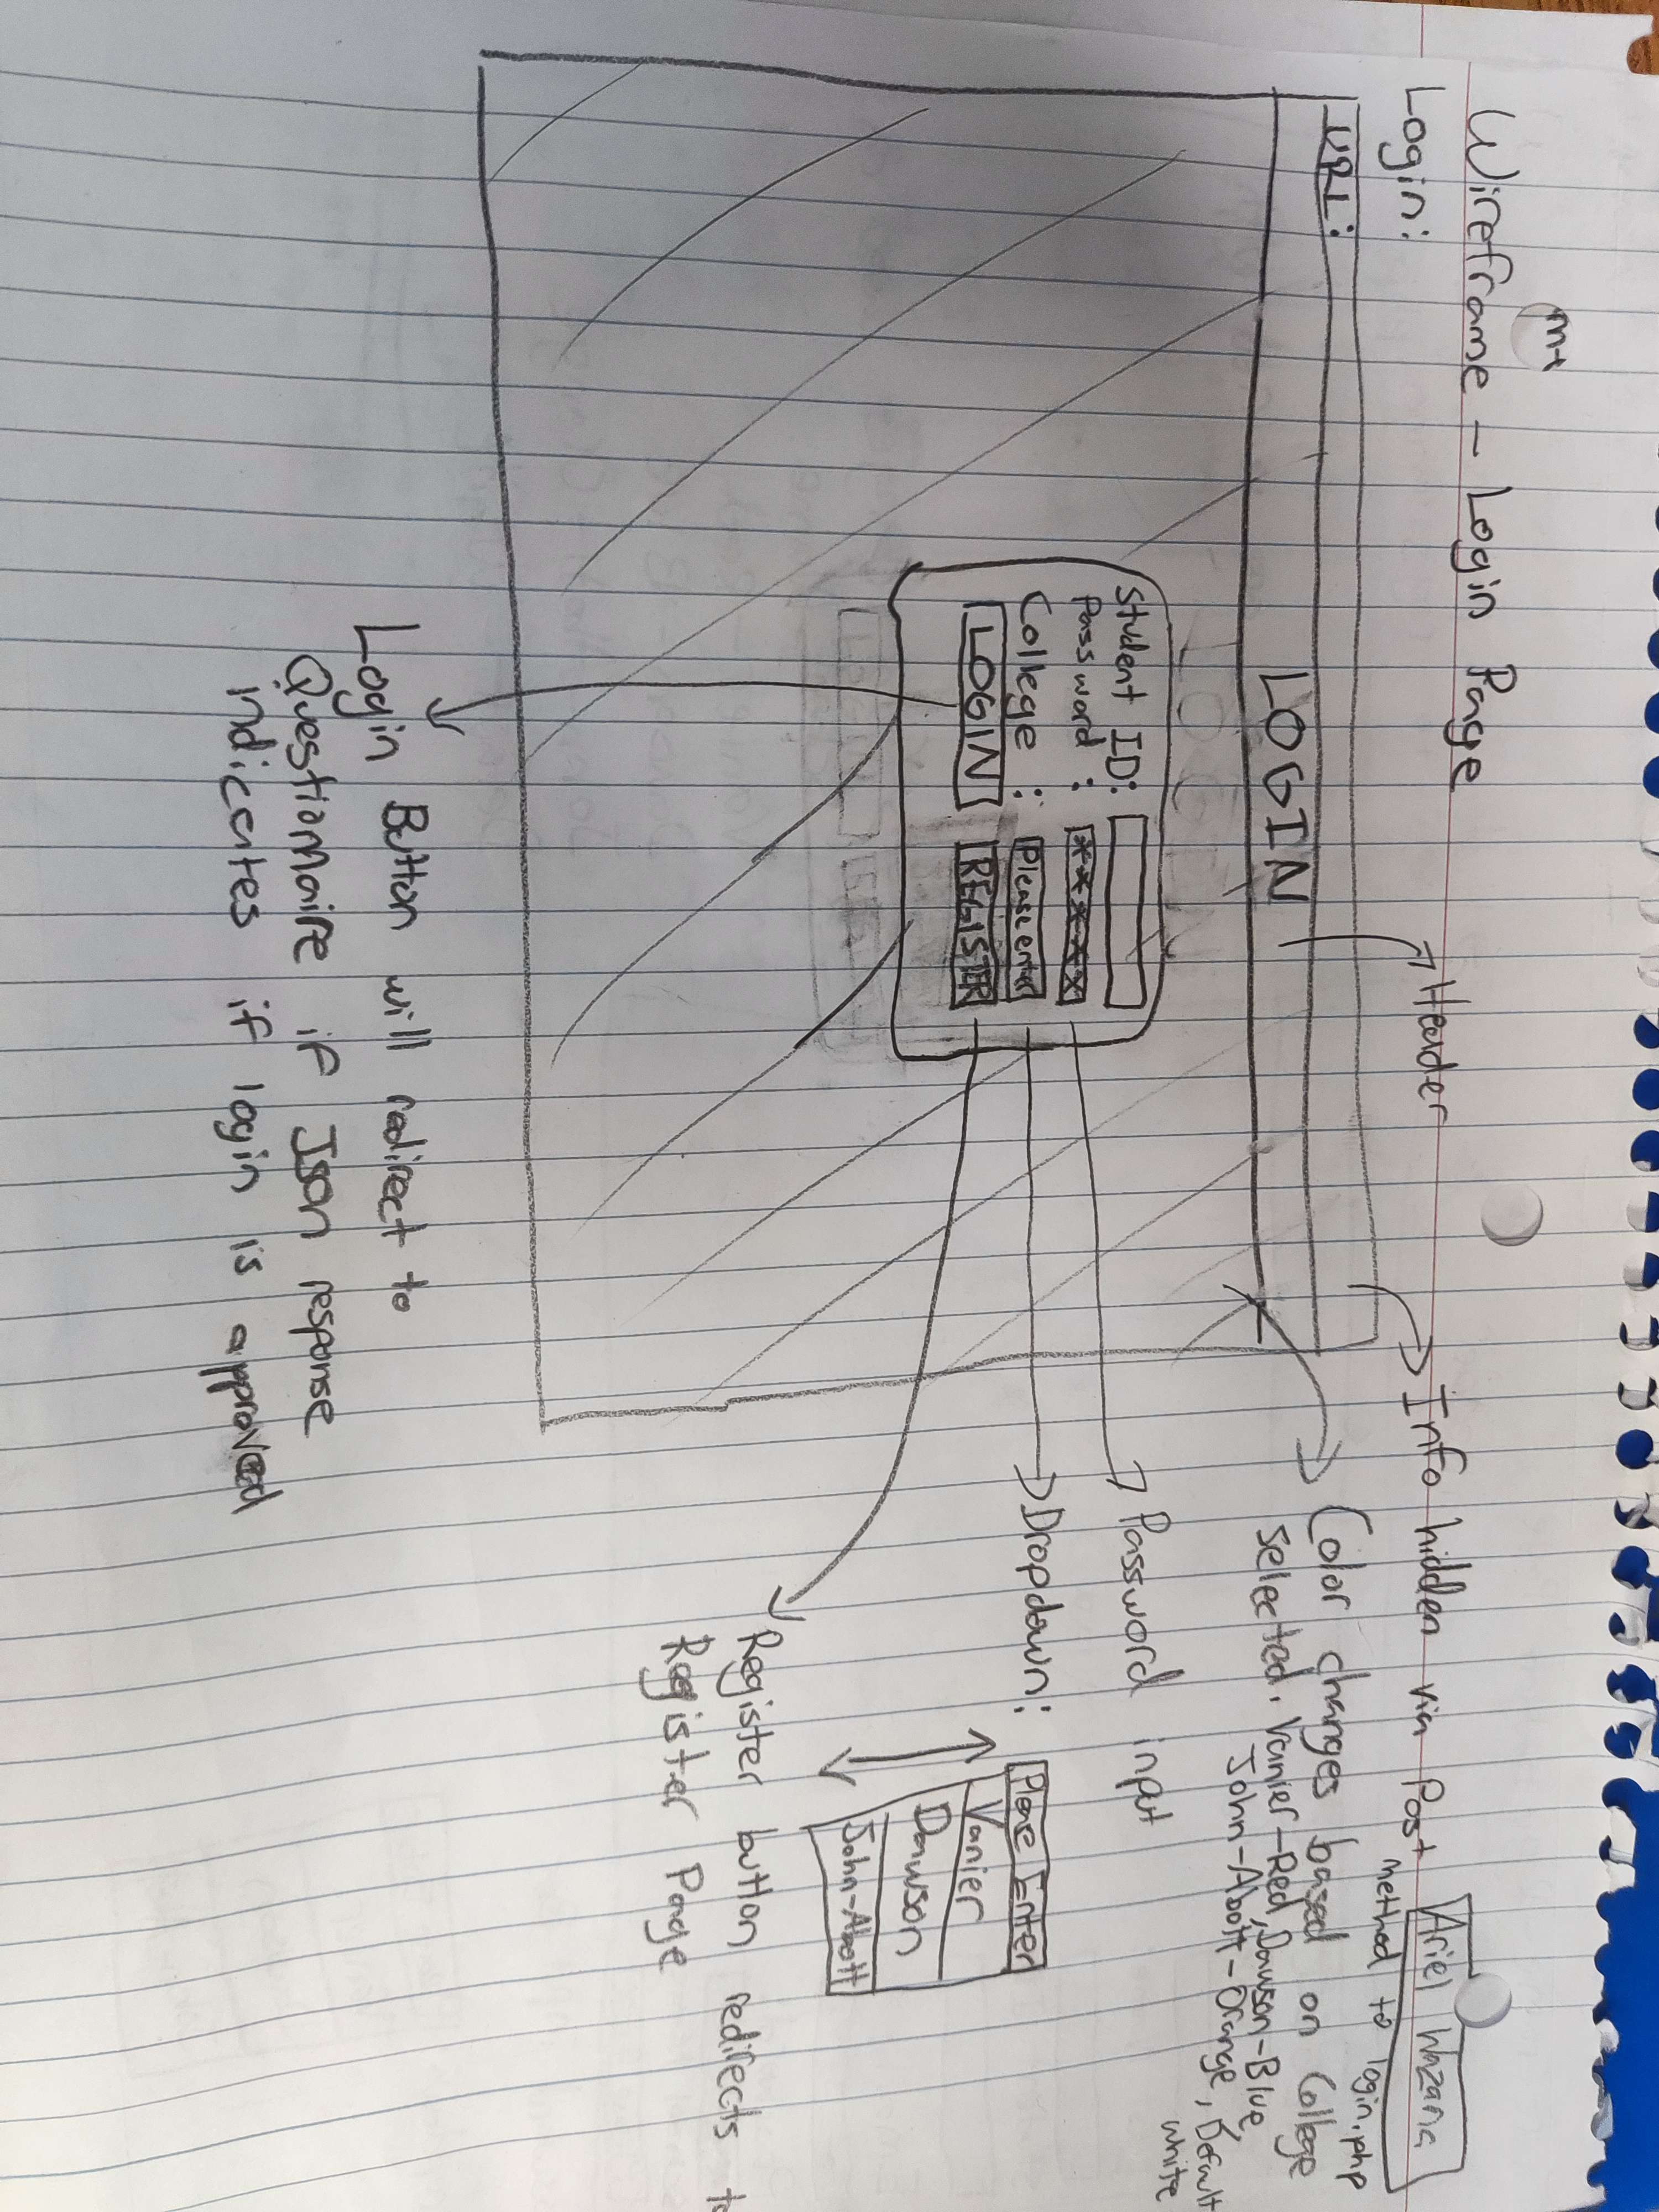 Wireframe - Login Page
Ariel Wazana
Login:
URL:
LOGIN
Header
Info hidden via Post method to login.php
Color changes based on College
selected. Vanier-Red, Dawson-Blue,
John-Abott-Orange, Default
white
Student ID:
Password : *****
College : Please enter
LOGIN REGISTER
Password input
Dropdown: Please Enter
Vanier
Dawson
John-Abott
Register button redirects to
Register Page
Login Button will redirect to
Questionnaire if JSON response
indicates if login is approved